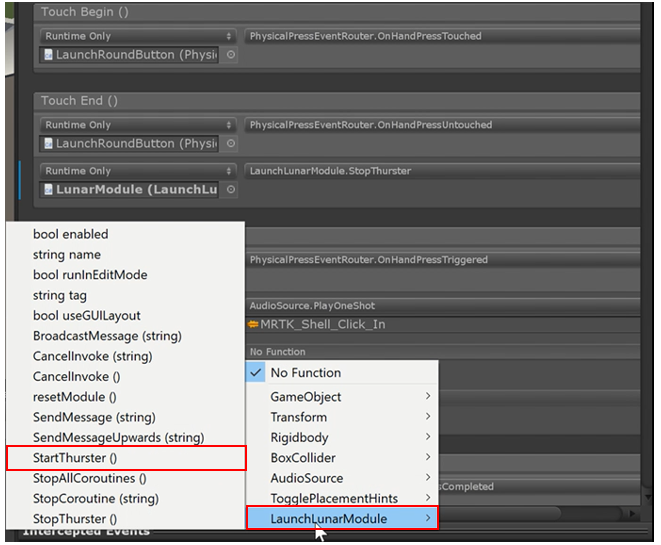 Touch Begin ()
Runtime Only
PhysicalPressEventRouter.OnHandPressTouched
LaunchRoundButton (Physi
Touch End ()
Runtime Only
PhysicalPressEventRouter.OnHandPressUntouched
LaunchRoundButton (Physi
Runtime Only
LaunchLunarModule.StopThurster
LunarModule (LaunchLu
PhysicalPressEventRouter.OnHandPressTriggered
AudioSource.PlayOneShot
MRTK_Shell_Click_In
No Function
bool enabled
string name
bool runInEditMode
string tag
bool useGUILayout
BroadcastMessage (string)
CancelInvoke (string)
CancelInvoke ()
resetModule ()
SendMessage (string)
SendMessageUpwards (string)
StartThurster ()
StopAllCoroutines ()
StopCoroutine (string)
StopThurster ()
No Function
GameObject
Transform
Rigidbody
BoxCollider
AudioSource
TogglePlacementHints
LaunchLunarModule
sCompleted
Intercepted Events